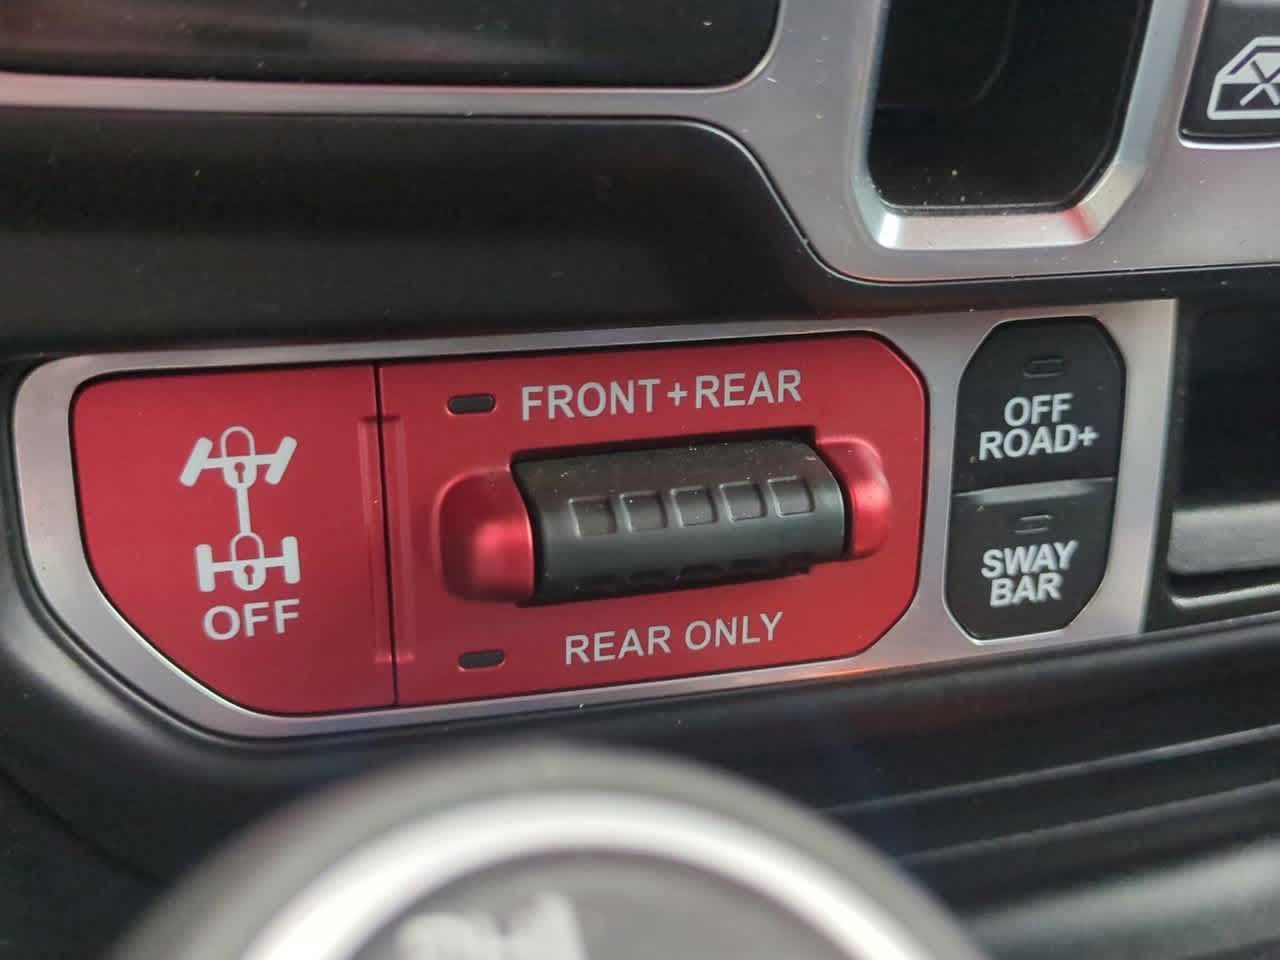 FRONT+REAR
OFF
ROAD+
SWAY
BAR
OFF
REAR ONLY